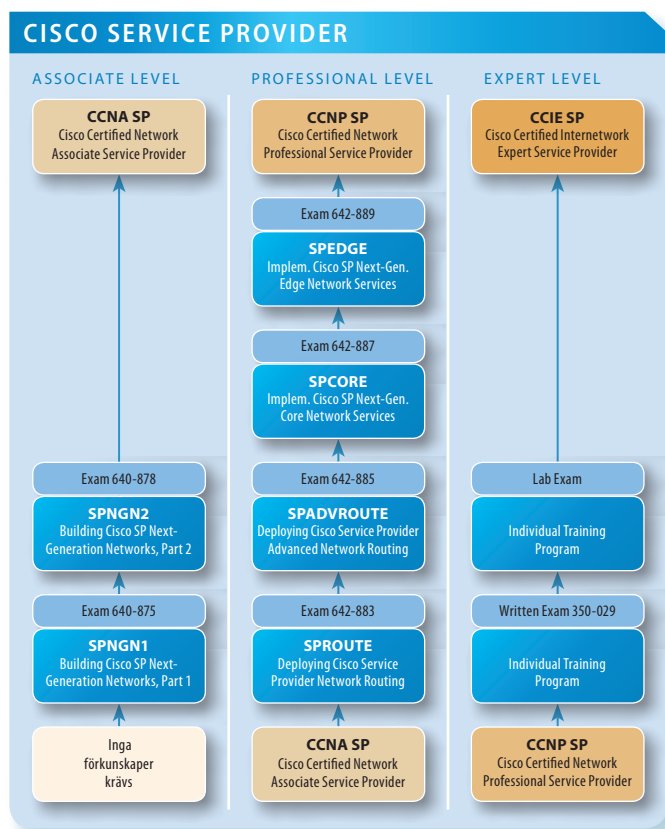 CISCO SERVICE PROVIDER
ASSOCIATE LEVEL
CCNA SP
Cisco Certified Network
Associate Service Provider
Exam 640-878
SPNGN2
Building Cisco SP Next-
Generation Networks, Part 2
Exam 640-875
SPNGN1
Building Cisco SP Next-
Generation Networks, Part 1
Inga
förkunskaper
krävs
PROFESSIONAL LEVEL
CCNP SP
Cisco Certified Network
Professional Service Provider
Exam 642-889
SPEDGE
Implem. Cisco SP Next-Gen.
Edge Network Services
Exam 642-887
SPCORE
Implem. Cisco SP Next-Gen.
Core Network Services
Exam 642-885
SPADVROUTE
Deploying Cisco Service Provider
Advanced Network Routing
Exam 642-883
SPROUTE
Deploying Cisco Service
Provider Network Routing
CCNA SP
Cisco Certified Network
Associate Service Provider
EXPERT LEVEL
CCIE SP
Cisco Certified Internetwork
Expert Service Provider
Lab Exam
Individual Training
Program
Written Exam 350-029
Individual Training
Program
CCNP SP
Cisco Certified Network
Professional Service Provider